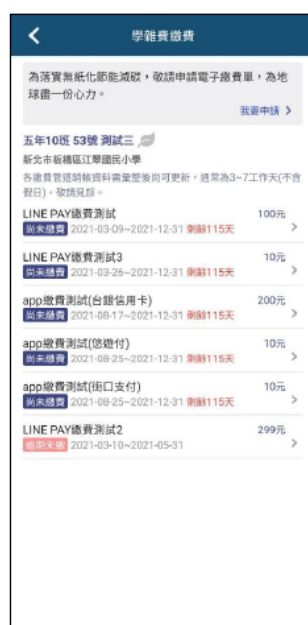 學雜費繳費
為落實無紙化節能減碳，敬請申請電子繳費單，為地
球盡一份心力。
我要申請
五年10班 53號 測試三
新北市板橋區江翠國民小學
各繳費管道銷帳資料需彙整後尚可更新，通常為3~7工作天(不含
假日)，敬請見諒。
LINE PAY繳費測試 100元
尚未繳費 2021-03-09~2021-12-31 剩餘115天
LINE PAY繳費測試3 10元
尚未繳費 2021-03-26~2021-12-31 剩餘115天
app繳費測試(台銀信用卡) 200元
尚未繳費 2021-08-17~2021-12-31 剩餘115天
app繳費測試(悠遊付) 10元
尚未繳費 2021-08-25~2021-12-31 剩餘115天
app繳費測試(街口支付) 10元
尚未繳費 2021-08-25~2021-12-31 剩餘115天
LINE PAY繳費測試2 299元
逾期未繳 2021-03-10~2021-05-31